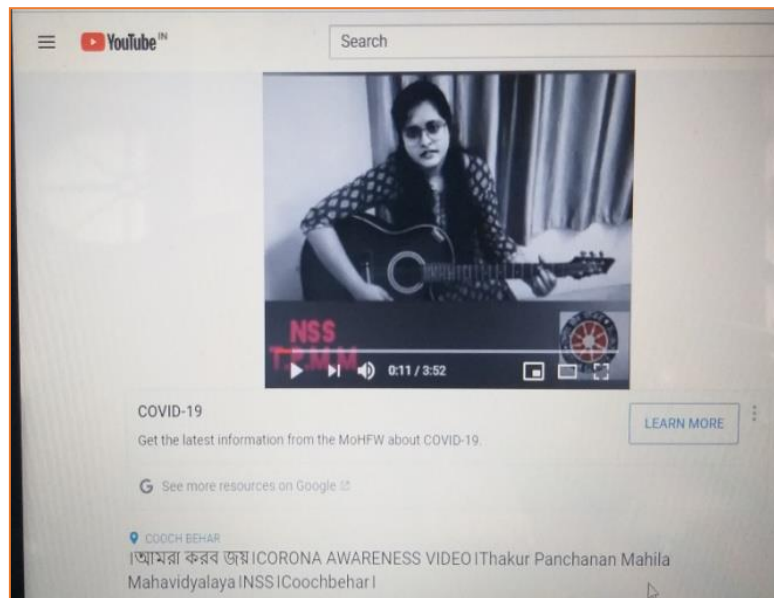 YouTube IN
Search
NSS
T.P.M.M
0:11 / 3:52
COVID-19
Get the latest information from the MoHFW about COVID-19.
LEARN MORE
G See more resources on Google
COOCH BEHAR
।আমরা করব জয়।CORONA AWARENESS VIDEO।Thakur Panchanan Mahila
Mahavidyalaya।NSS।Coochbehar।